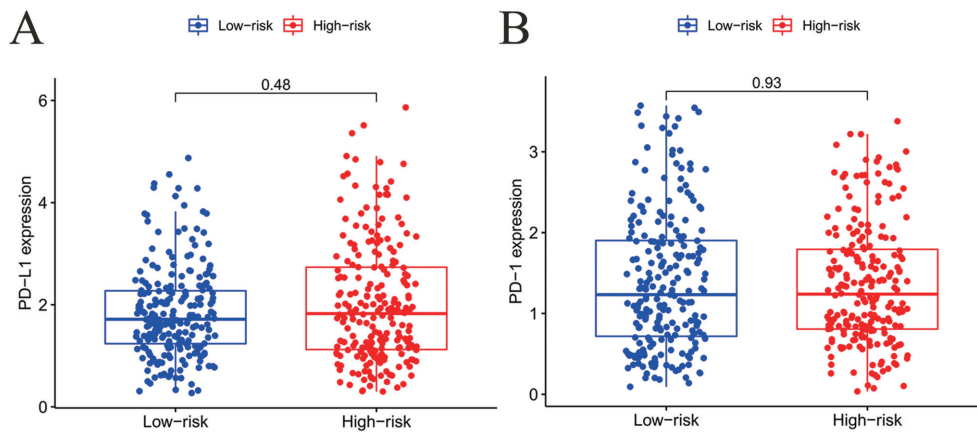 A
Low-risk High-risk
0.48
6
4
2
0
PD-L1 expression
Low-risk High-risk
B
Low-risk High-risk
0.93
3
2
1
0
PD-1 expression
Low-risk High-risk